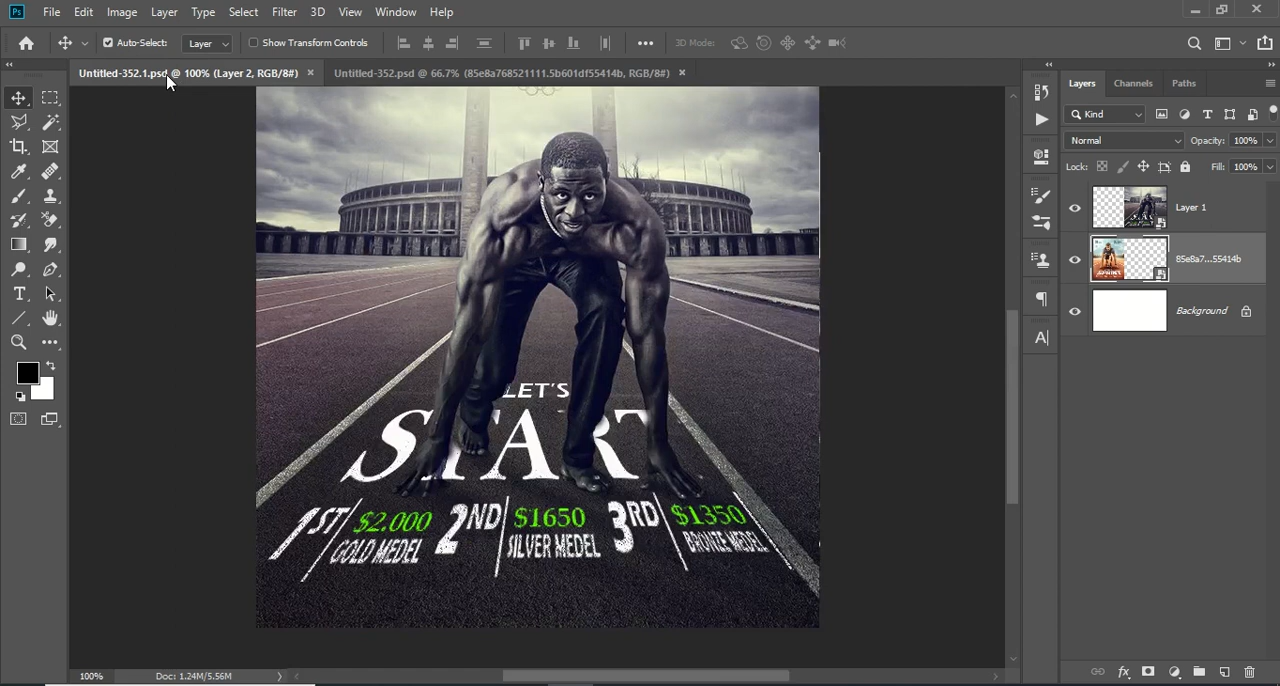 Ps File Edit Image Layer Type Select Filter 3D View Window Help
Auto-Select: Layer Show Transform Controls 3D Mode:
Untitled-352.1.psd @ 100% (Layer 2, RGB/8#) × Untitled-352.psd @ 66.7% (85e8a768521111.5b601df55414b, RGB/8#) ×
Layers Channels Paths
Kind
Normal Opacity: 100%
Lock: Fill: 100%
Layer 1
85e8a7...55414b
Background
LET'S
START
1ST $2.000 GOLD MEDEL
2ND $1650 SILVER MEDEL
3RD $1350 BRONZE MEDEL
100% Doc: 1.24M/5.56M